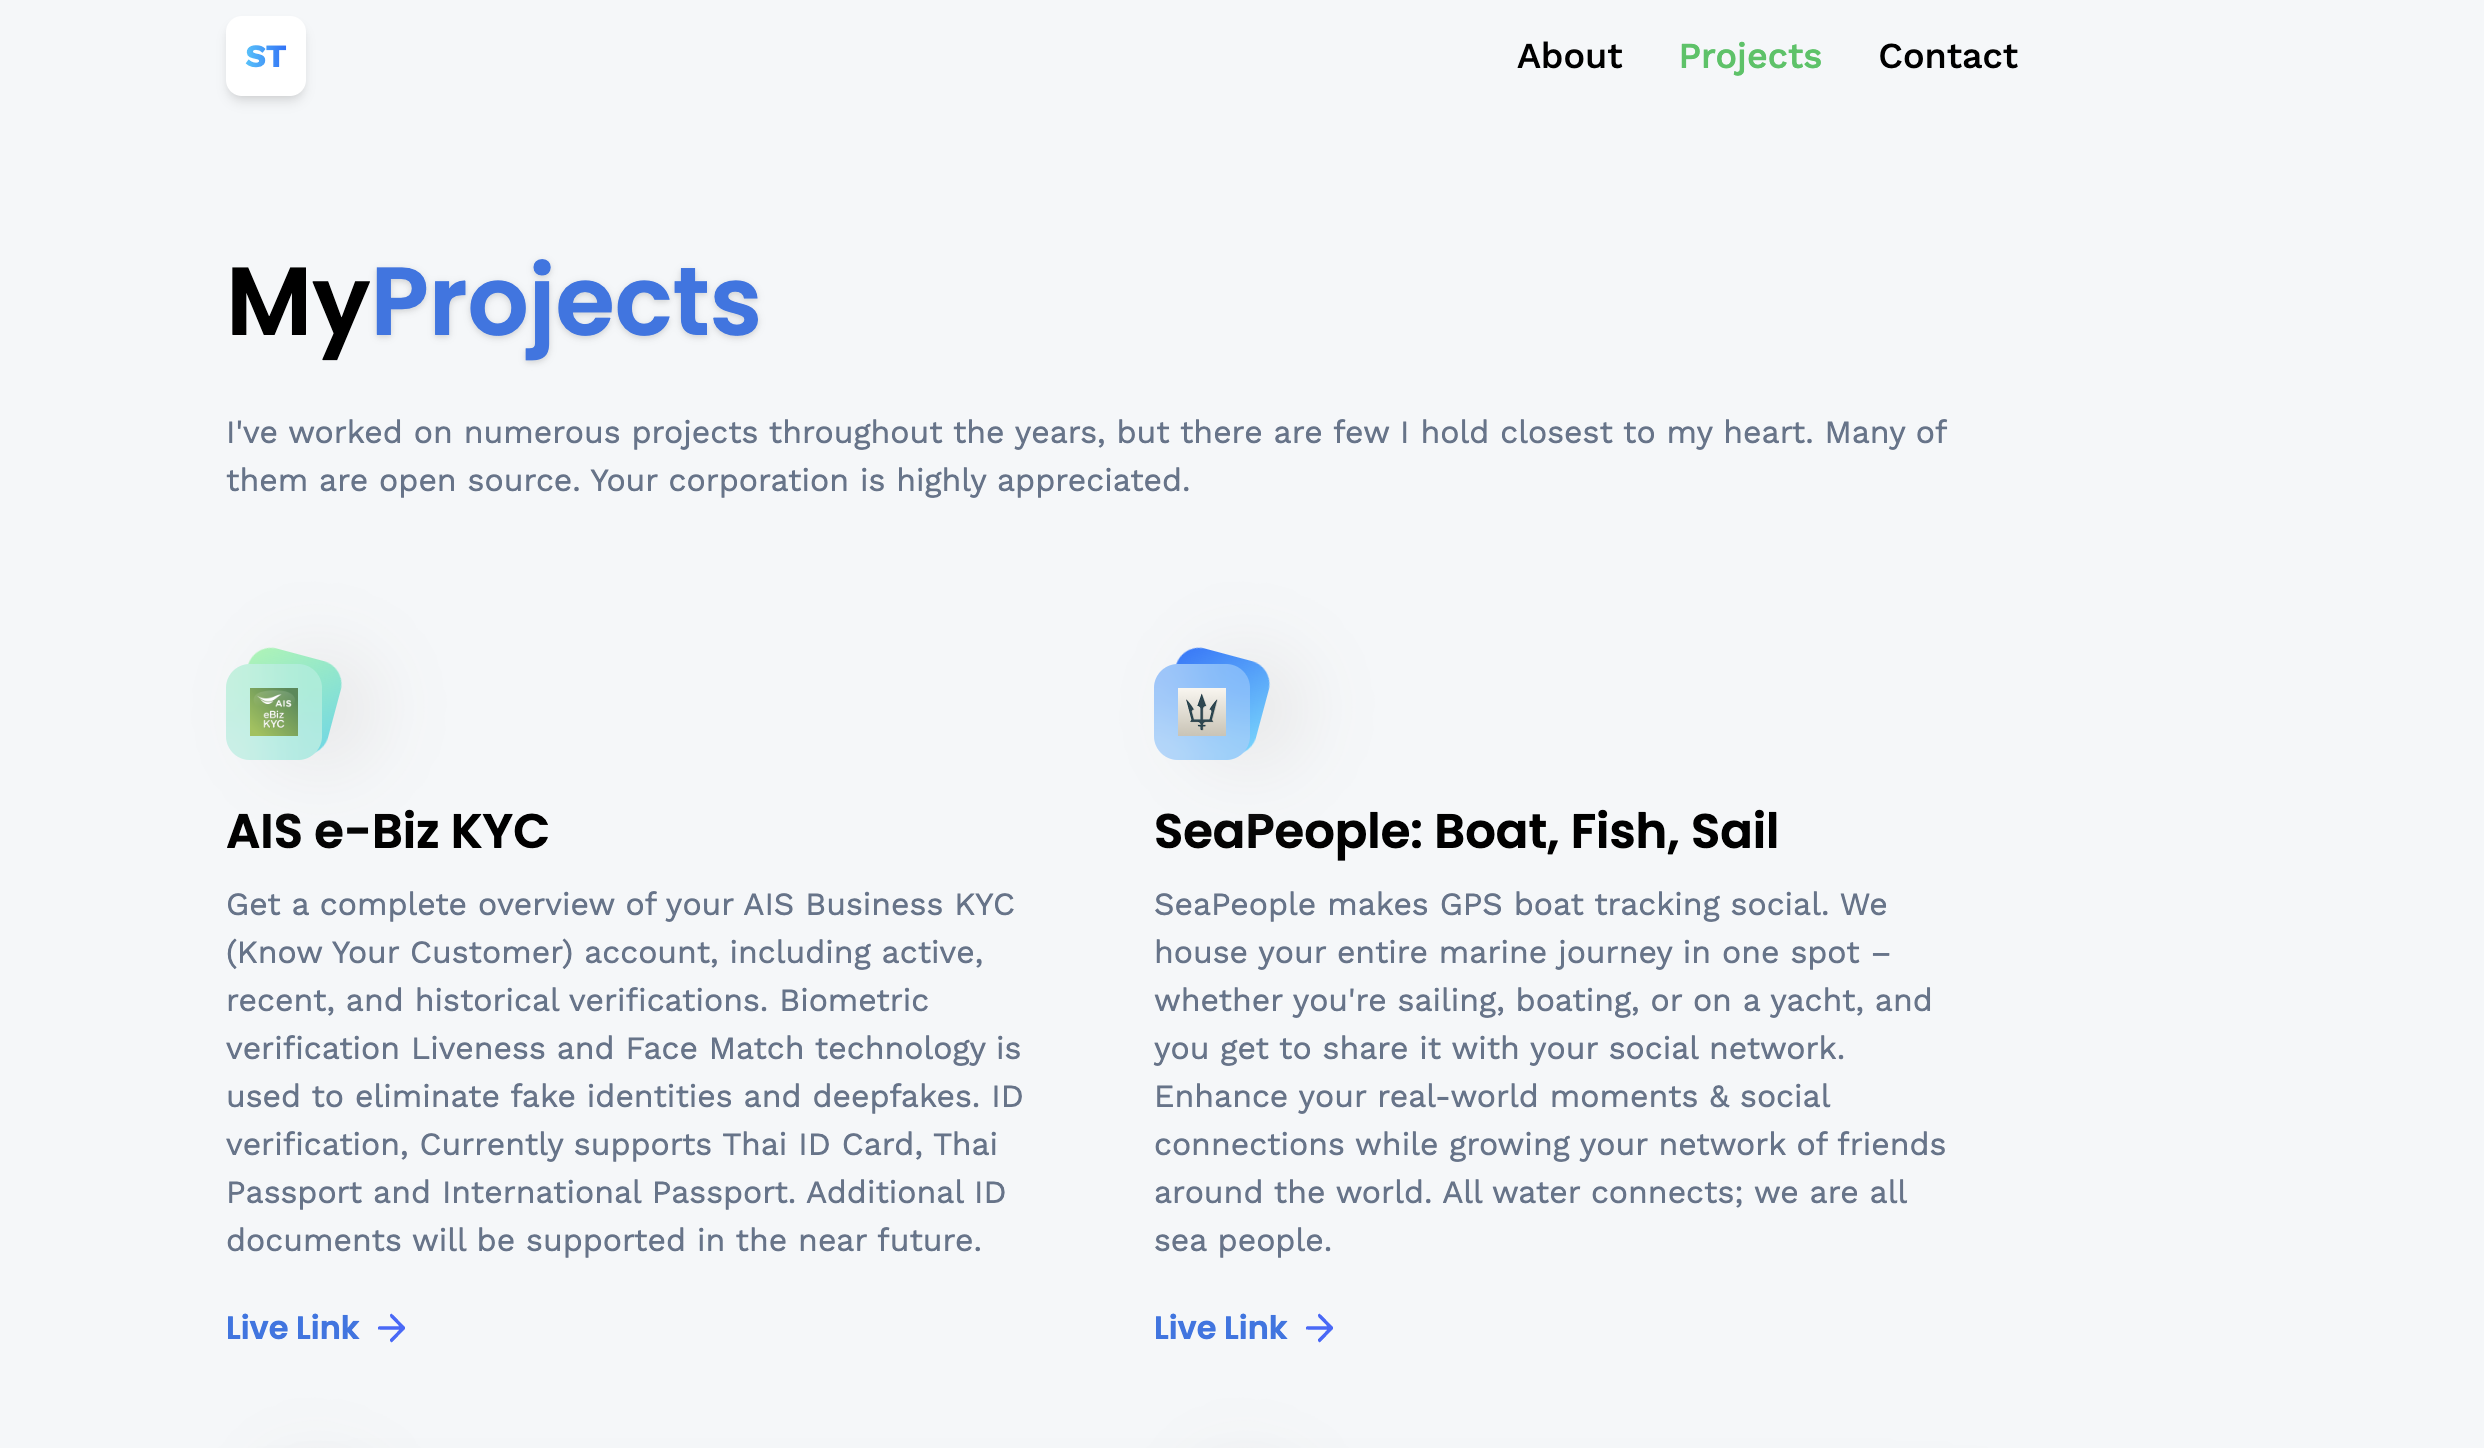 ST
About Projects Contact
MyProjects
I've worked on numerous projects throughout the years, but there are few I hold closest to my heart. Many of
them are open source. Your corporation is highly appreciated.
AIS
eBiz
KYC
AIS e-Biz KYC
Get a complete overview of your AIS Business KYC
(Know Your Customer) account, including active,
recent, and historical verifications. Biometric
verification Liveness and Face Match technology is
used to eliminate fake identities and deepfakes. ID
verification, Currently supports Thai ID Card, Thai
Passport and International Passport. Additional ID
documents will be supported in the near future.
Live Link
SeaPeople: Boat, Fish, Sail
SeaPeople makes GPS boat tracking social. We
house your entire marine journey in one spot –
whether you're sailing, boating, or on a yacht, and
you get to share it with your social network.
Enhance your real-world moments & social
connections while growing your network of friends
around the world. All water connects; we are all
sea people.
Live Link